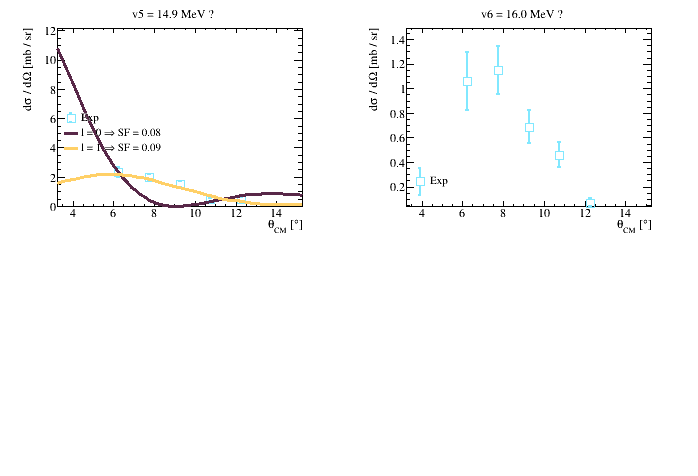 v5 = 14.9 MeV ?
dσ / dΩ [mb / sr]
12
10
8
6
4
2
0
Exp
l = 0 ⇒ SF = 0.08
l = 1 ⇒ SF = 0.09
4 6 8 10 12 14
θCM [°]
v6 = 16.0 MeV ?
dσ / dΩ [mb / sr]
1.4
1.2
1
0.8
0.6
0.4
0.2
Exp
4 6 8 10 12 14
θCM [°]